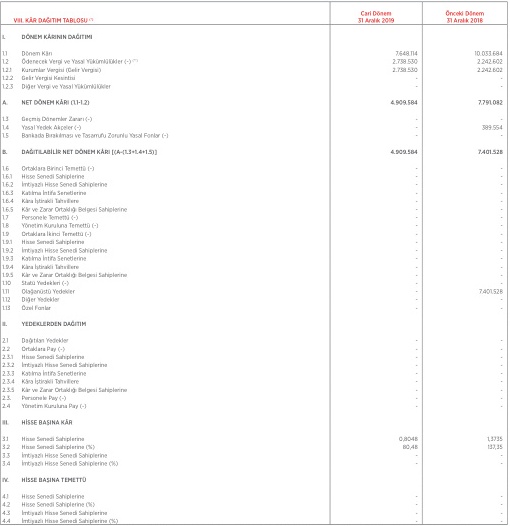 VIII. KÂR DAĞITIM TABLOSU (*) Cari Dönem 31 Aralık 2019 Önceki Dönem 31 Aralık 2018
I. DÖNEM KÂRININ DAĞITIMI
1.1 Dönem Kârı 7.648.114 10.033.684
1.2 Ödenecek Vergi ve Yasal Yükümlülükler (-) (**) 2.738.530 2.242.602
1.2.1 Kurumlar Vergisi (Gelir Vergisi) 2.738.530 2.242.602
1.2.2 Gelir Vergisi Kesintisi - -
1.2.3 Diğer Vergi ve Yasal Yükümlülükler - -
A. NET DÖNEM KÂRI (1.1-1.2) 4.909.584 7.791.082
1.3 Geçmiş Dönemler Zararı (-) - -
1.4 Yasal Yedek Akçeler (-) - 389.554
1.5 Bankada Bırakılması ve Tasarrufu Zorunlu Yasal Fonlar (-) - -
B. DAĞITILABİLİR NET DÖNEM KÂRI [(A-(1.3+1.4+1.5)] 4.909.584 7.401.528
1.6 Ortaklara Birinci Temettü (-) - -
1.6.1 Hisse Senedi Sahiplerine - -
1.6.2 İmtiyazlı Hisse Senedi Sahiplerine - -
1.6.3 Katılma İntifa Senetlerine - -
1.6.4 Kâra İştirakli Tahvillere - -
1.6.5 Kâr ve Zarar Ortaklığı Belgesi Sahiplerine - -
1.7 Personele Temettü (-) - -
1.8 Yönetim Kuruluna Temettü (-) - -
1.9 Ortaklara İkinci Temettü (-) - -
1.9.1 Hisse Senedi Sahiplerine - -
1.9.2 İmtiyazlı Hisse Senedi Sahiplerine - -
1.9.3 Katılma İntifa Senetlerine - -
1.9.4 Kâra İştirakli Tahvillere - -
1.9.5 Kâr ve Zarar Ortaklığı Belgesi Sahiplerine - -
1.10 Statü Yedekleri (-) - -
1.11 Olağanüstü Yedekler - 7.401.528
1.12 Diğer Yedekler - -
1.13 Özel Fonlar - -
II. YEDEKLERDEN DAĞITIM
2.1 Dağıtılan Yedekler - -
2.2 Ortaklara Pay (-) - -
2.3.1 Hisse Senedi Sahiplerine - -
2.3.2 İmtiyazlı Hisse Senedi Sahiplerine - -
2.3.3 Katılma İntifa Senetlerine - -
2.3.4 Kâra İştirakli Tahvillere - -
2.3.5 Kâr ve Zarar Ortaklığı Belgesi Sahiplerine - -
2.3. Personele Pay (-) - -
2.4 Yönetim Kuruluna Pay (-) - -
III. HİSSE BAŞINA KÂR
3.1 Hisse Senedi Sahiplerine 0,8048 1,3735
3.2 Hisse Senedi Sahiplerine (%) 80,48 137,35
3.3 İmtiyazlı Hisse Senedi Sahiplerine - -
3.4 İmtiyazlı Hisse Senedi Sahiplerine (%) - -
IV. HİSSE BAŞINA TEMETTÜ
4.1 Hisse Senedi Sahiplerine - -
4.2 Hisse Senedi Sahiplerine (%) - -
4.3 İmtiyazlı Hisse Senedi Sahiplerine - -
4.4 İmtiyazlı Hisse Senedi Sahiplerine (%) - -